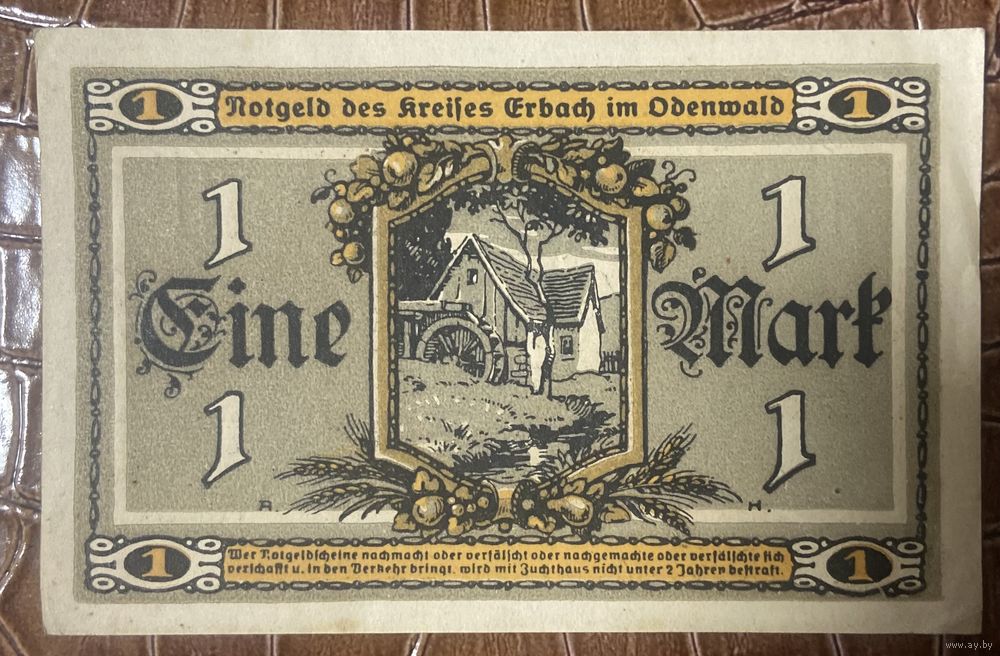 1 Notgeld des Kreises Erbach im Odenwald 1
1 1
Eine Mark
1 1
A. H.
1 Wer Notgeldscheine nachmacht oder verfälscht oder nachgemachte oder verfälschte sich 1
verschafft u. in den Verkehr bringt, wird mit Zuchthaus nicht unter 2 Jahren bestraft.
www.ay.by